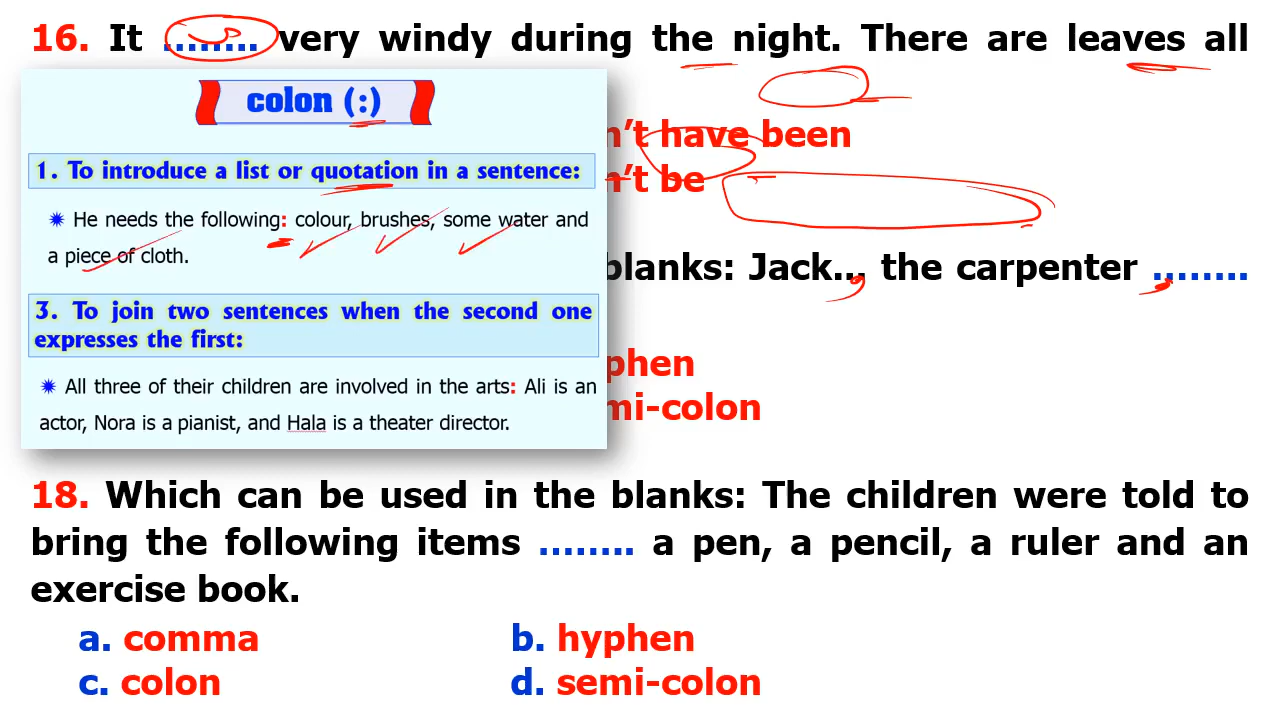 16. It ........ very windy during the night. There are leaves all
colon (:)
1. To introduce a list or quotation in a sentence:
He needs the following: colour, brushes, some water and
a piece of cloth.
3. To join two sentences when the second one
expresses the first:
All three of their children are involved in the arts: Ali is an
actor, Nora is a pianist, and Hala is a theater director.
n't have been
n't be
blanks: Jack..., the carpenter ........
phen
mi-colon
18. Which can be used in the blanks: The children were told to
bring the following items ........ a pen, a pencil, a ruler and an
exercise book.
a. comma b. hyphen
c. colon d. semi-colon